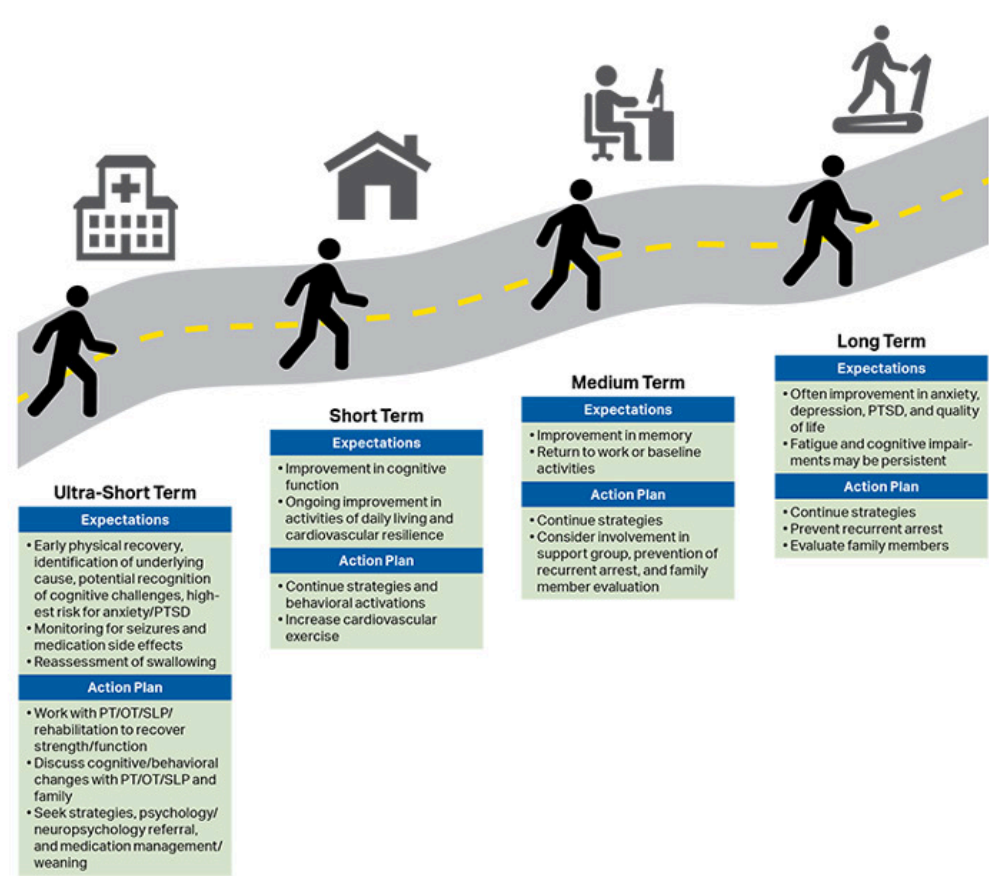 Ultra-Short Term
Expectations
• Early physical recovery,
identification of underlying
cause, potential recognition
of cognitive challenges, high-
est risk for anxiety/PTSD
• Monitoring for seizures and
medication side effects
• Reassessment of swallowing
Action Plan
• Work with PT/OT/SLP/
rehabilitation to recover
strength/function
• Discuss cognitive/behavioral
changes with PT/OT/SLP and
family
• Seek strategies, psychology/
neuropsychology referral,
and medication management/
weaning
Short Term
Expectations
• Improvement in cognitive
function
• Ongoing improvement in
activities of daily living and
cardiovascular resilience
Action Plan
• Continue strategies and
behavioral activations
• Increase cardiovascular
exercise
Medium Term
Expectations
• Improvement in memory
• Return to work or baseline
activities
Action Plan
• Continue strategies
• Consider involvement in
support group, prevention of
recurrent arrest, and family
member evaluation
Long Term
Expectations
• Often improvement in anxiety,
depression, PTSD, and quality
of life
• Fatigue and cognitive impair-
ments may be persistent
Action Plan
• Continue strategies
• Prevent recurrent arrest
• Evaluate family members